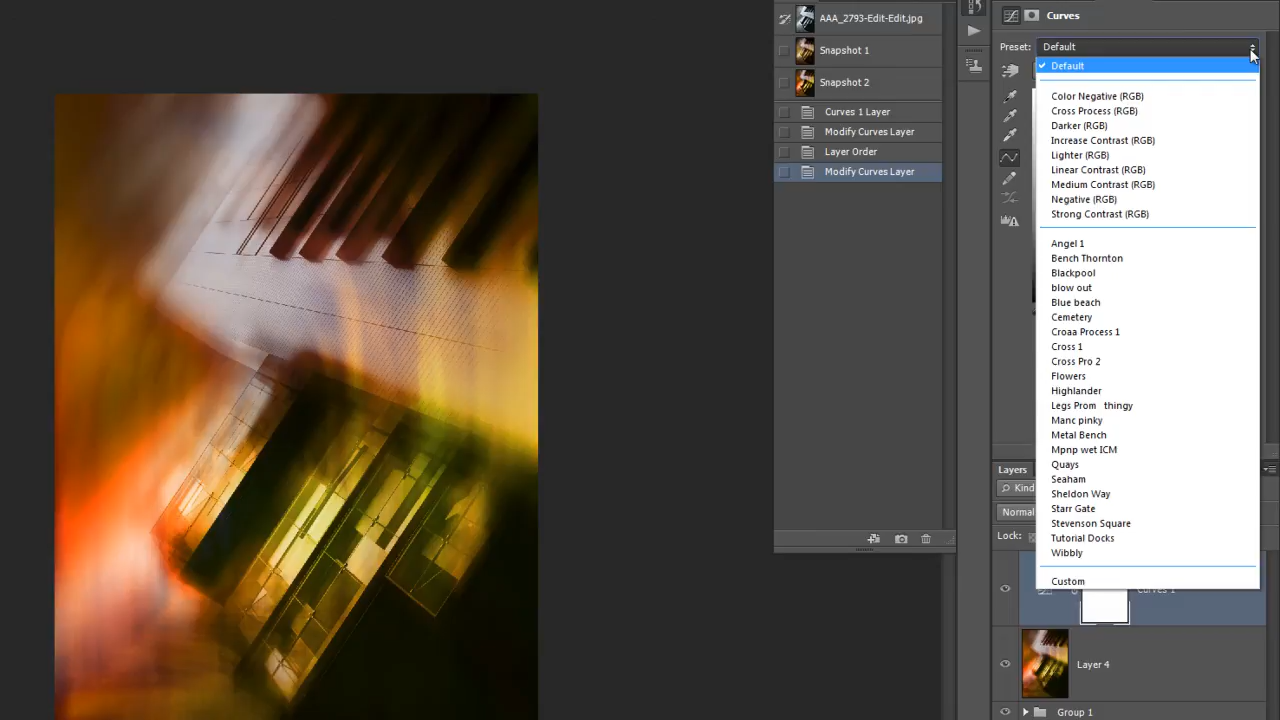 AAA_2793-Edit-Edit.jpg
Snapshot 1
Snapshot 2
Curves 1 Layer
Modify Curves Layer
Layer Order
Modify Curves Layer
Curves
Preset: Default
Default
Color Negative (RGB)
Cross Process (RGB)
Darker (RGB)
Increase Contrast (RGB)
Lighter (RGB)
Linear Contrast (RGB)
Medium Contrast (RGB)
Negative (RGB)
Strong Contrast (RGB)
Angel 1
Bench Thornton
Blackpool
blow out
Blue beach
Cemetery
Croaa Process 1
Cross 1
Cross Pro 2
Flowers
Highlander
Legs Prom thingy
Manc pinky
Metal Bench
Mpnp wet ICM
Quays
Seaham
Sheldon Way
Starr Gate
Stevenson Square
Tutorial Docks
Wibbly
Custom
Layers
Kind
Normal
Lock:
Curves 1
Layer 4
Group 1